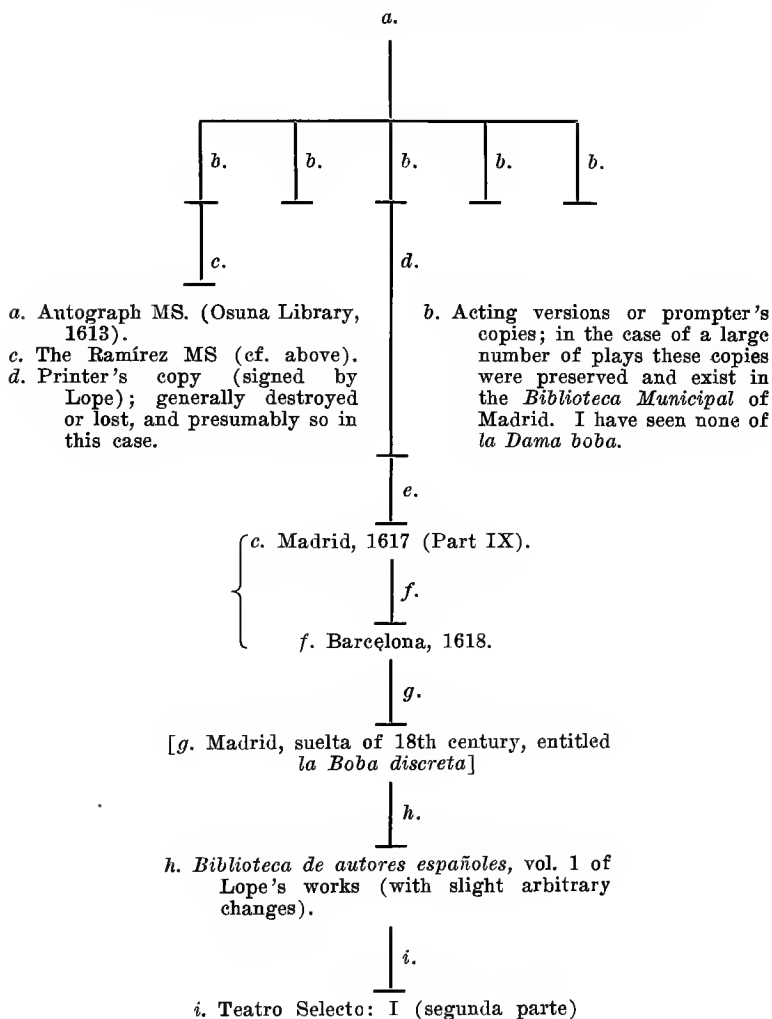 a.
b. b. b. b. b.
c. d.
a. Autograph MS. (Osuna Library,
1613).
c. The Ramírez MS (cf. above).
d. Printer's copy (signed by
Lope); generally destroyed
or lost, and presumably so in
this case.
b. Acting versions or prompter's
copies; in the case of a large
number of plays these copies
were preserved and exist in
the Biblioteca Municipal of
Madrid. I have seen none of
la Dama boba.
e.
c. Madrid, 1617 (Part IX).
f.
f. Barcęlona, 1618.
g.
[g. Madrid, suelta of 18th century, entitled
la Boba discreta]
h.
h. Biblioteca de autores españoles, vol. 1 of
Lope's works (with slight arbitrary
changes).
i.
i. Teatro Selecto: I (segunda parte)